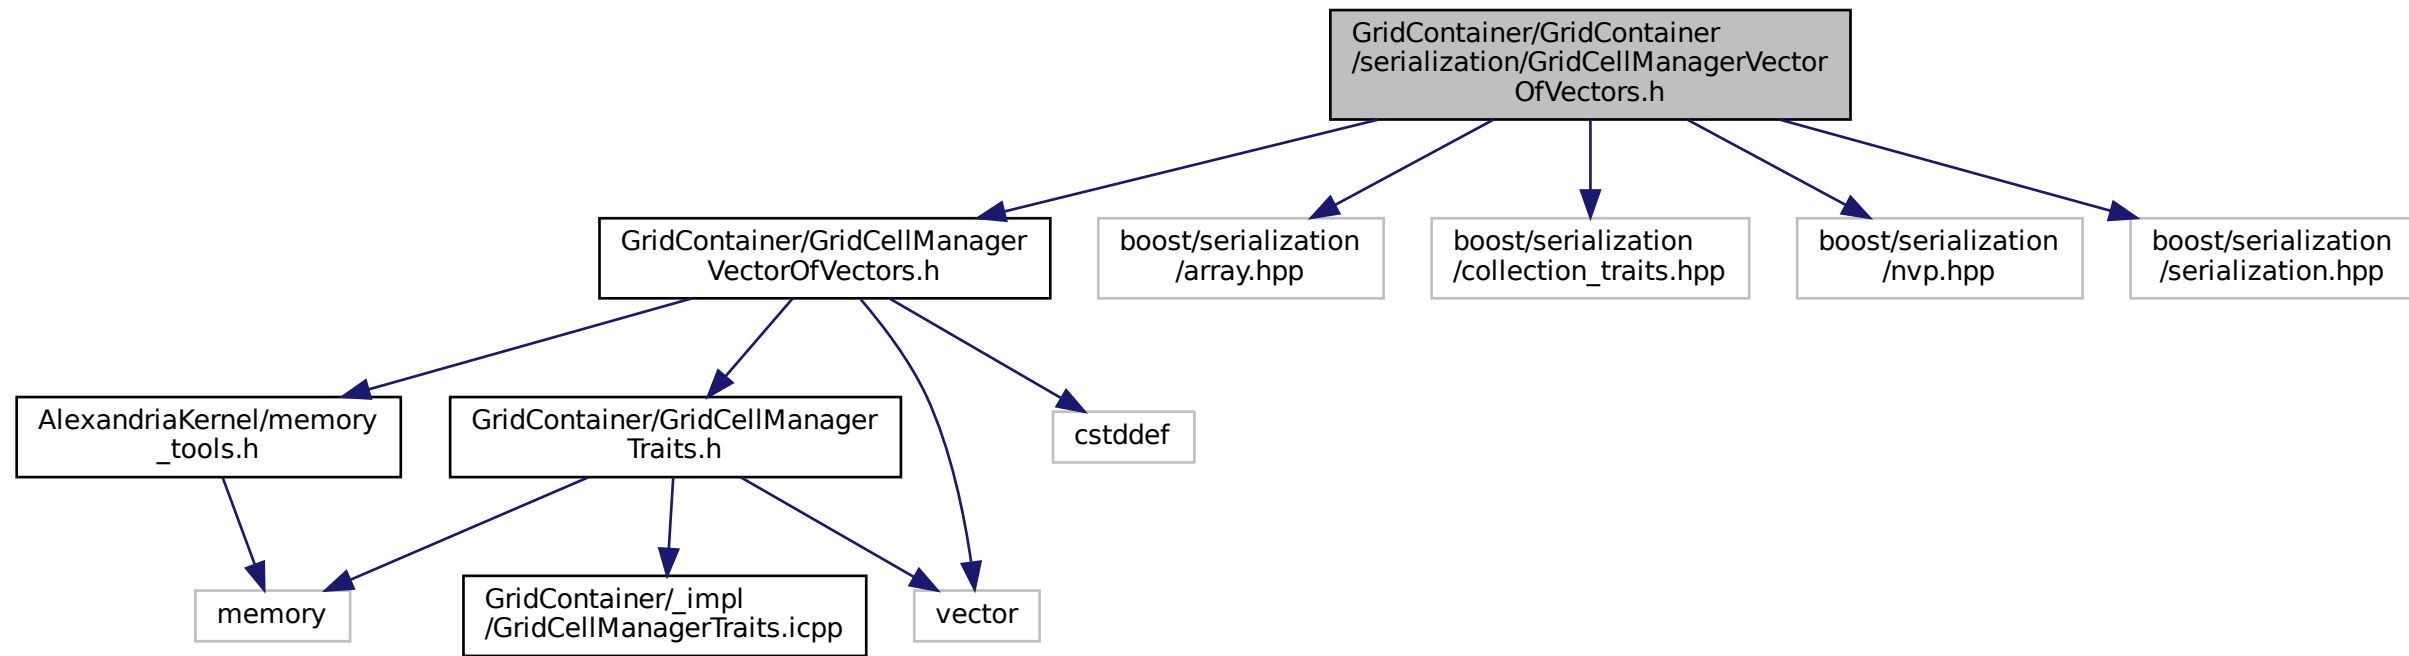 GridContainer/GridContainer
/serialization/GridCellManagerVector
OfVectors.h
GridContainer/GridCellManager
VectorOfVectors.h
boost/serialization
/array.hpp
boost/serialization
/collection_traits.hpp
boost/serialization
/nvp.hpp
boost/serialization
/serialization.hpp
AlexandriaKernel/memory
_tools.h
GridContainer/GridCellManager
Traits.h
cstddef
memory
GridContainer/_impl
/GridCellManagerTraits.icpp
vector